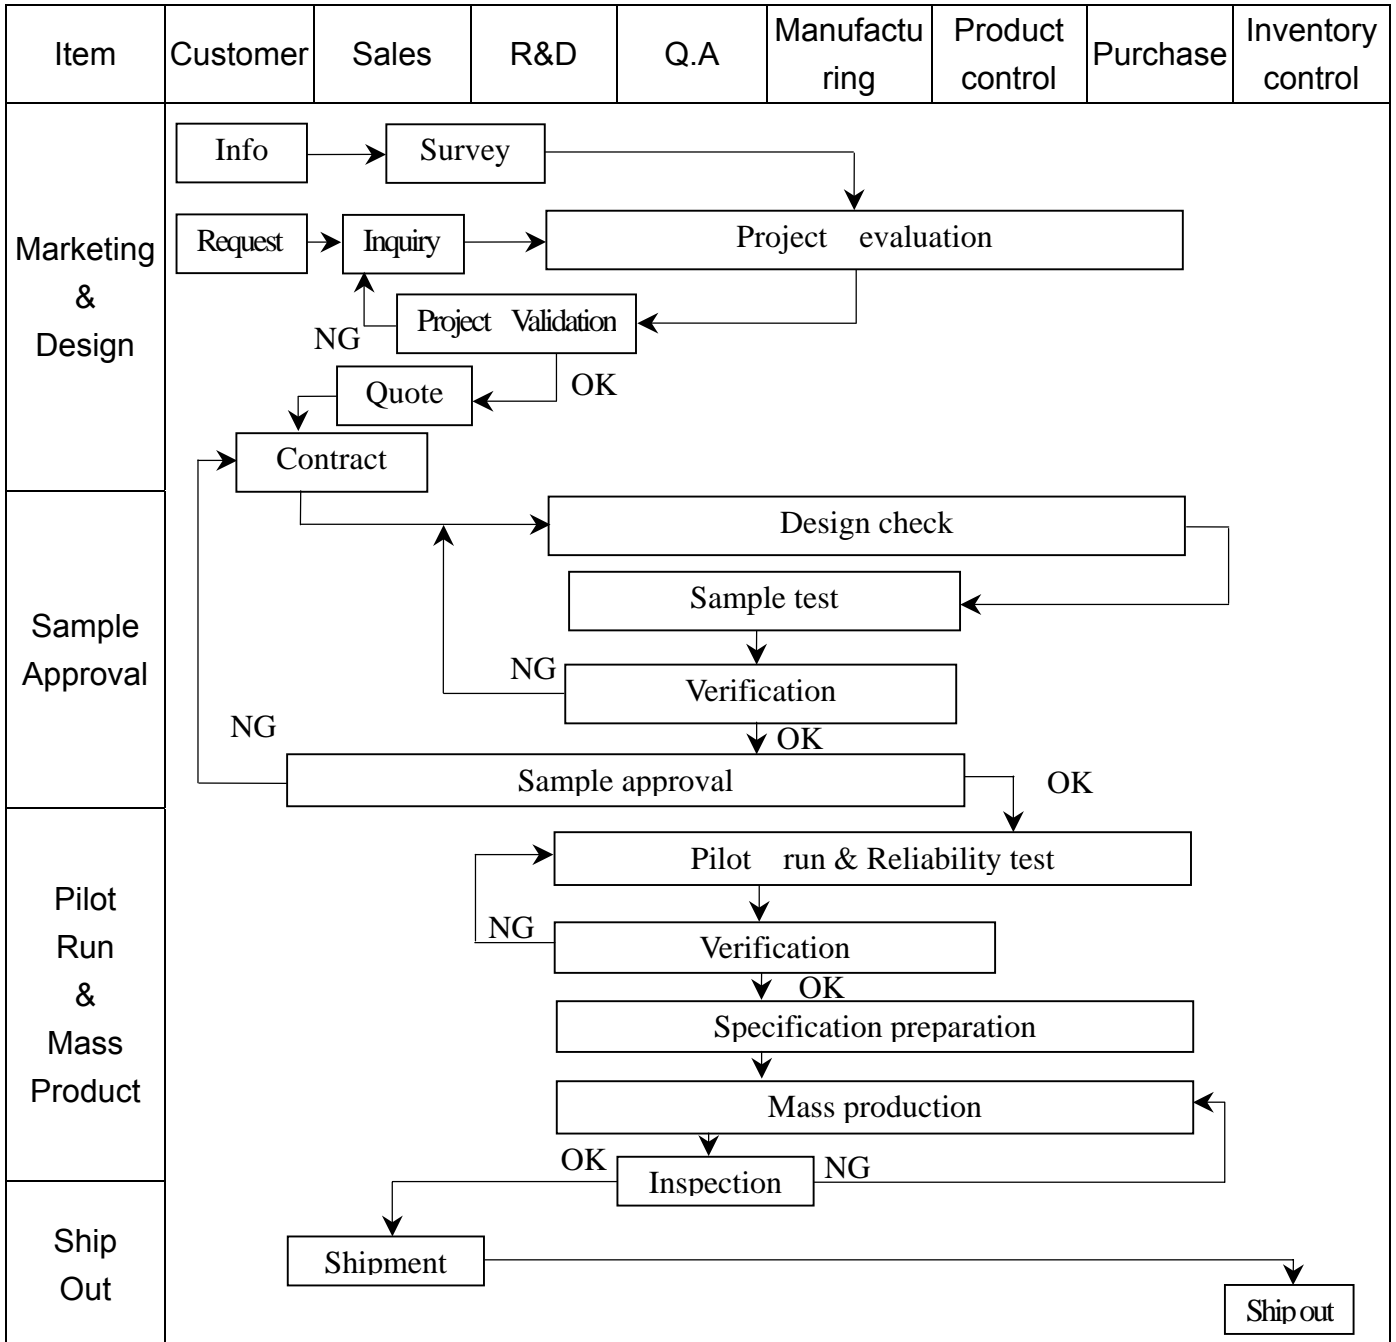 Item
Customer
Sales
R&D
Q.A
Manufactu
ring
Product
control
Purchase
Inventory
control
Marketing
&
Design
Info
Survey
Request
Inquiry
Project evaluation
NG
Project Validation
Quote
OK
Contract
Sample
Approval
Design check
Sample test
NG
Verification
NG
OK
Sample approval
OK
Pilot
Run
&
Mass
Product
Pilot run & Reliability test
NG
Verification
OK
Specification preparation
Mass production
OK
Inspection
NG
Ship
Out
Shipment
Ship out